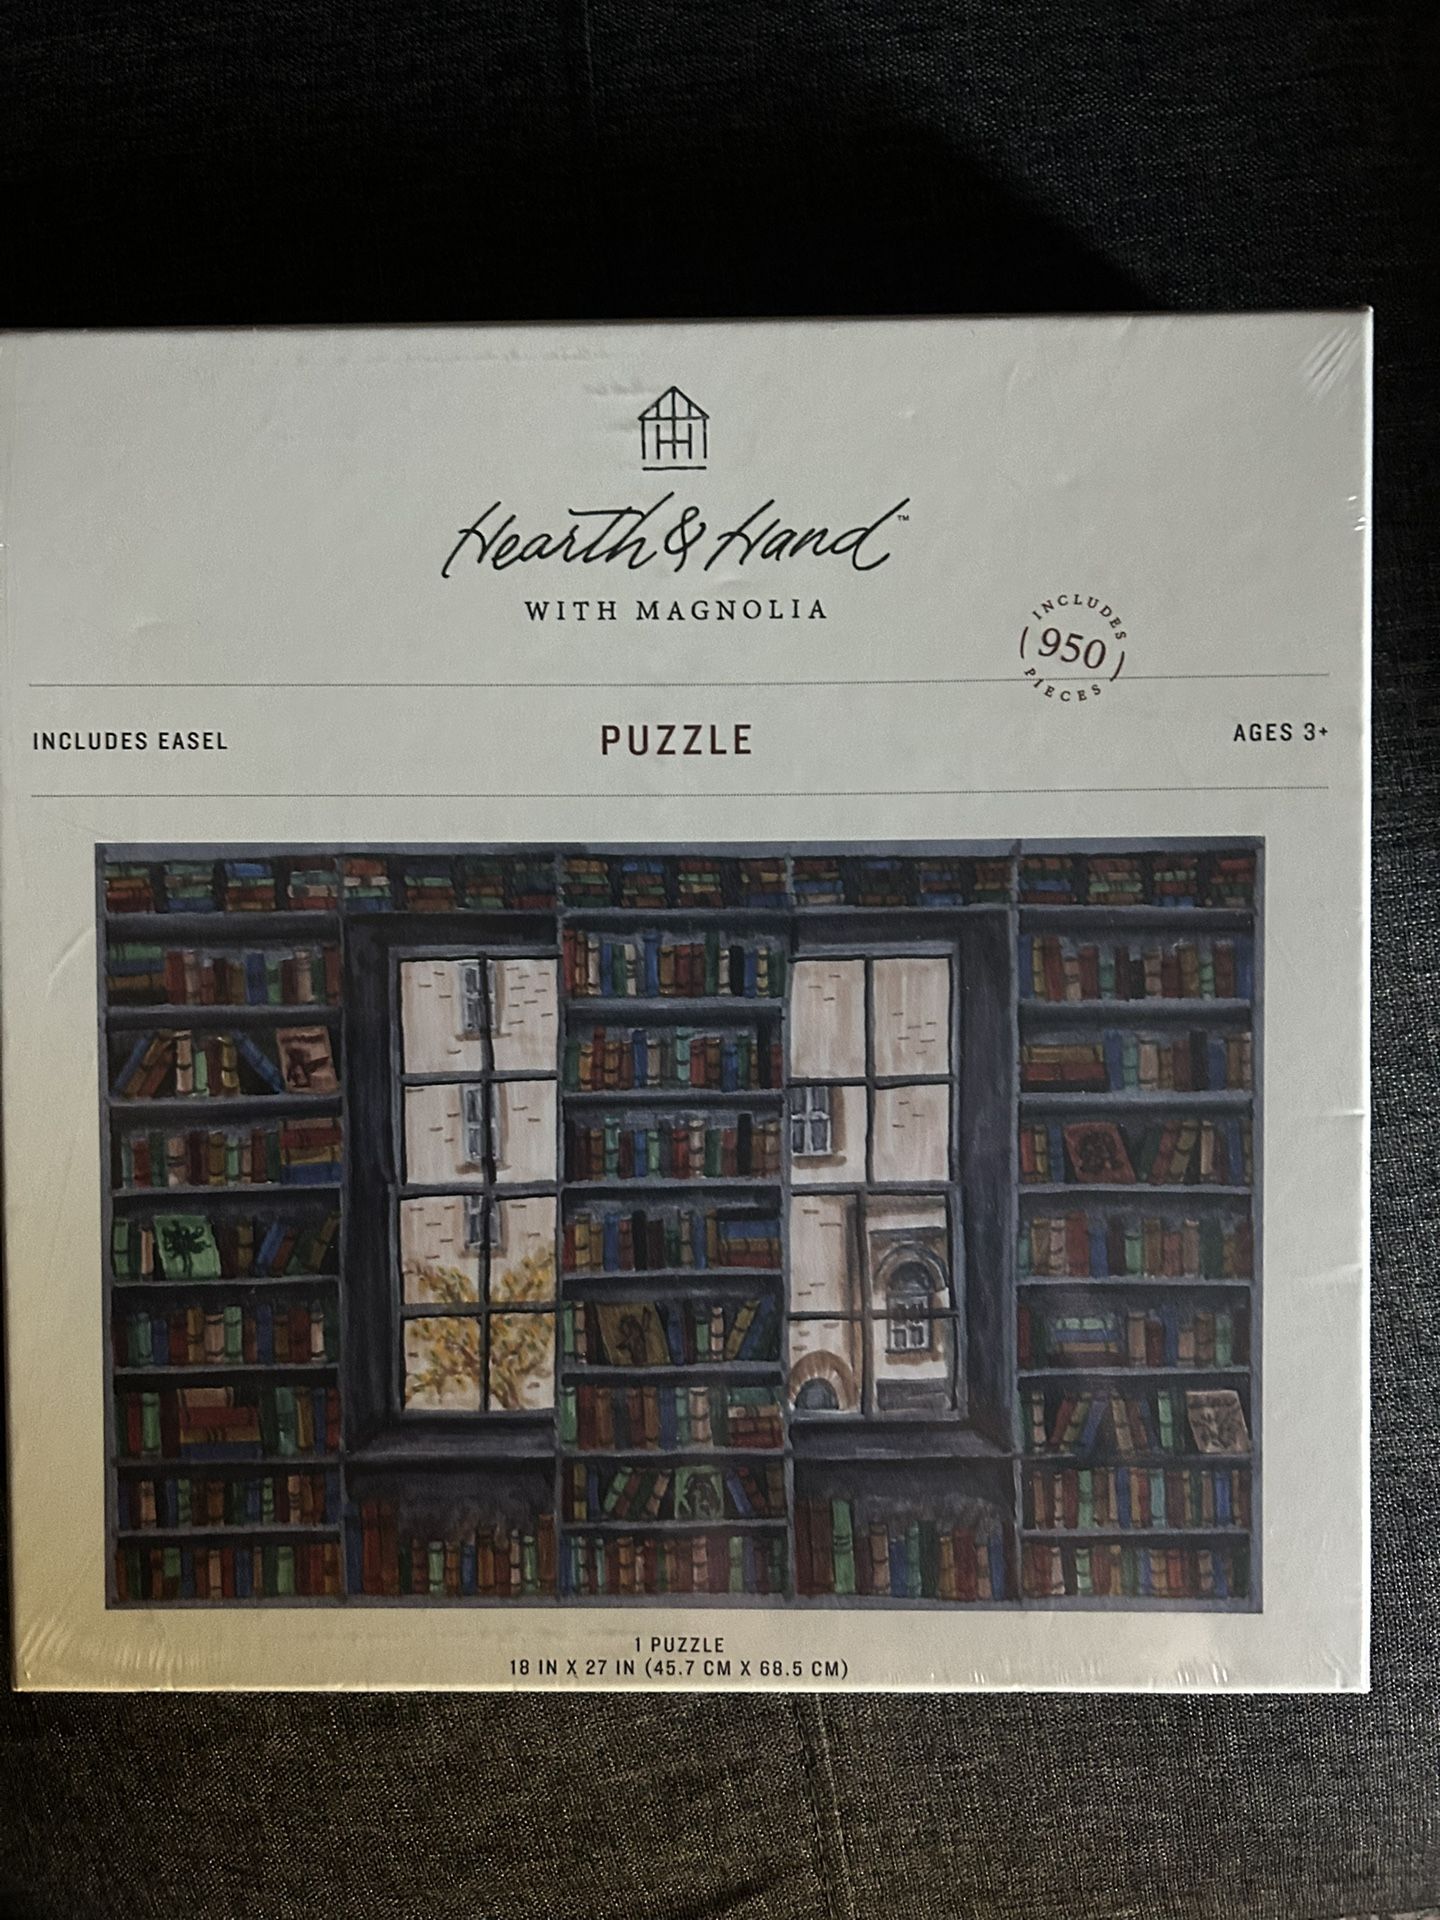 Hearth & Hand™
WITH MAGNOLIA
INCLUDES
(950)
PIECES
INCLUDES EASEL
PUZZLE
AGES 3+
1 PUZZLE
18 IN X 27 IN (45.7 CM X 68.5 CM)